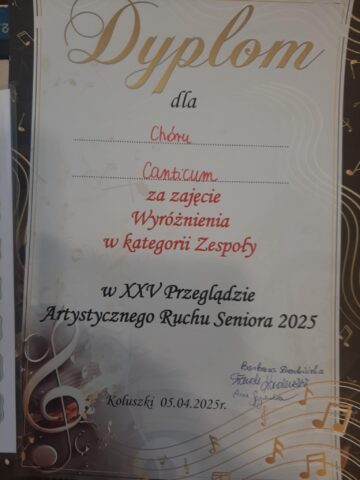 Dyplom
dla
Chóru
Canticum
za zajęcie
Wyróżnienia
w kategorii Zespoły
w XXV Przeglądzie
Artystycznego Ruchu Seniora 2025
Barbara
Koluszki 05.04.2025r.